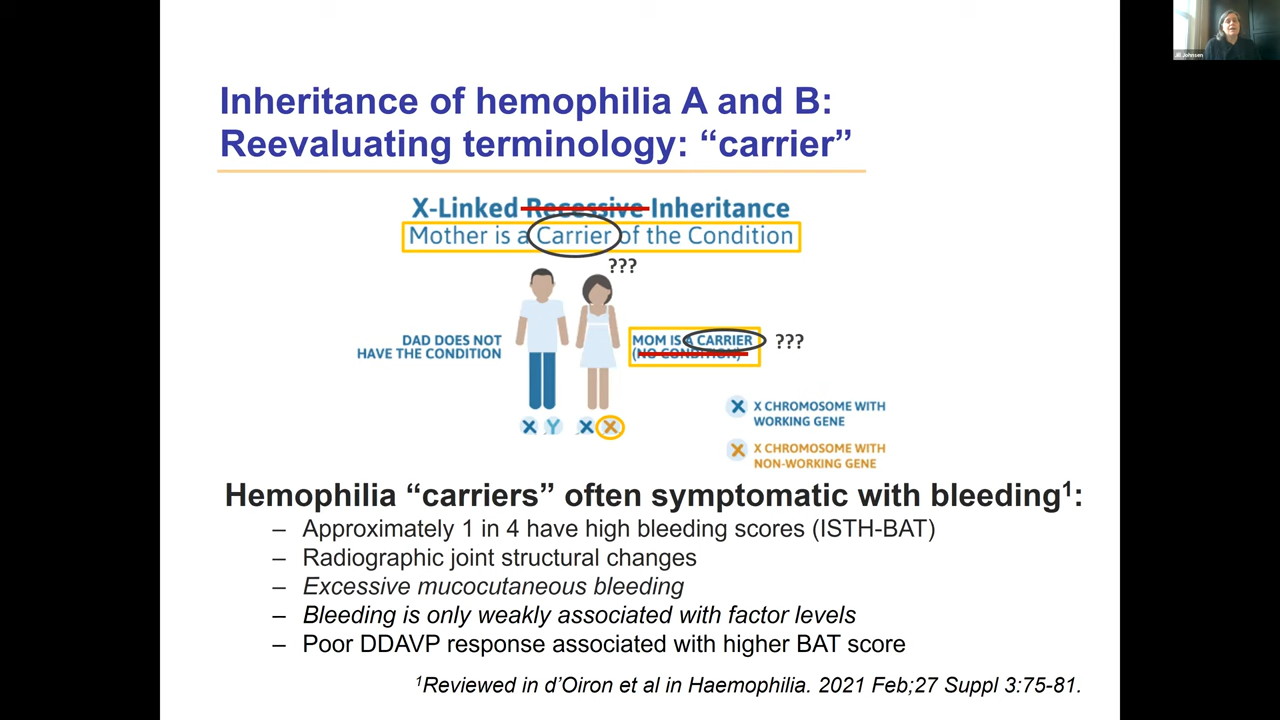 Jill Johnsen
Inheritance of hemophilia A and B:
Reevaluating terminology: “carrier”
X-Linked Recessive Inheritance
Mother is a Carrier of the Condition
???
DAD DOES NOT
HAVE THE CONDITION
MOM IS A CARRIER
(NO CONDITION)
???
X Y X X
X X CHROMOSOME WITH
WORKING GENE
X X CHROMOSOME WITH
NON-WORKING GENE
Hemophilia “carriers” often symptomatic with bleeding¹:
– Approximately 1 in 4 have high bleeding scores (ISTH-BAT)
– Radiographic joint structural changes
– Excessive mucocutaneous bleeding
– Bleeding is only weakly associated with factor levels
– Poor DDAVP response associated with higher BAT score
¹Reviewed in d’Oiron et al in Haemophilia. 2021 Feb;27 Suppl 3:75-81.